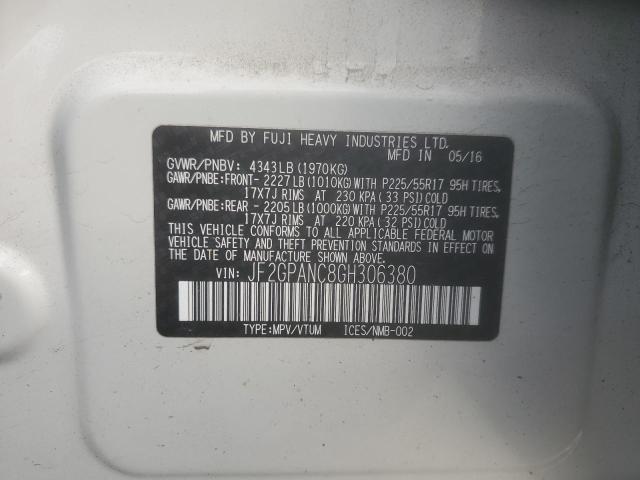 MFD BY FUJI HEAVY INDUSTRIES LTD.
MFD IN 05/16
GVWR/PNBV: 4343LB(1970KG)
GAWR/PNBE:FRONT-2227LB(1010KG)WITH P225/55R17 95H TIRES,
17X7J RIMS AT 230 KPA(33 PSI)COLD
GAWR/PNBE:REAR -2205LB(1000KG)WITH P225/55R17 95H TIRES,
17X7J RIMS AT 220 KPA(32 PSI)COLD
THIS VEHICLE CONFORMS TO ALL APPLICABLE FEDERAL MOTOR
VEHICLE SAFETY AND THEFT PREVENTION STANDARDS IN EFFECT ON
THE DATE OF MANUFACTURE SHOWN ABOVE.
VIN: JF2GPANC8GH306380
TYPE:MPV/VTUM ICES/NMB-002